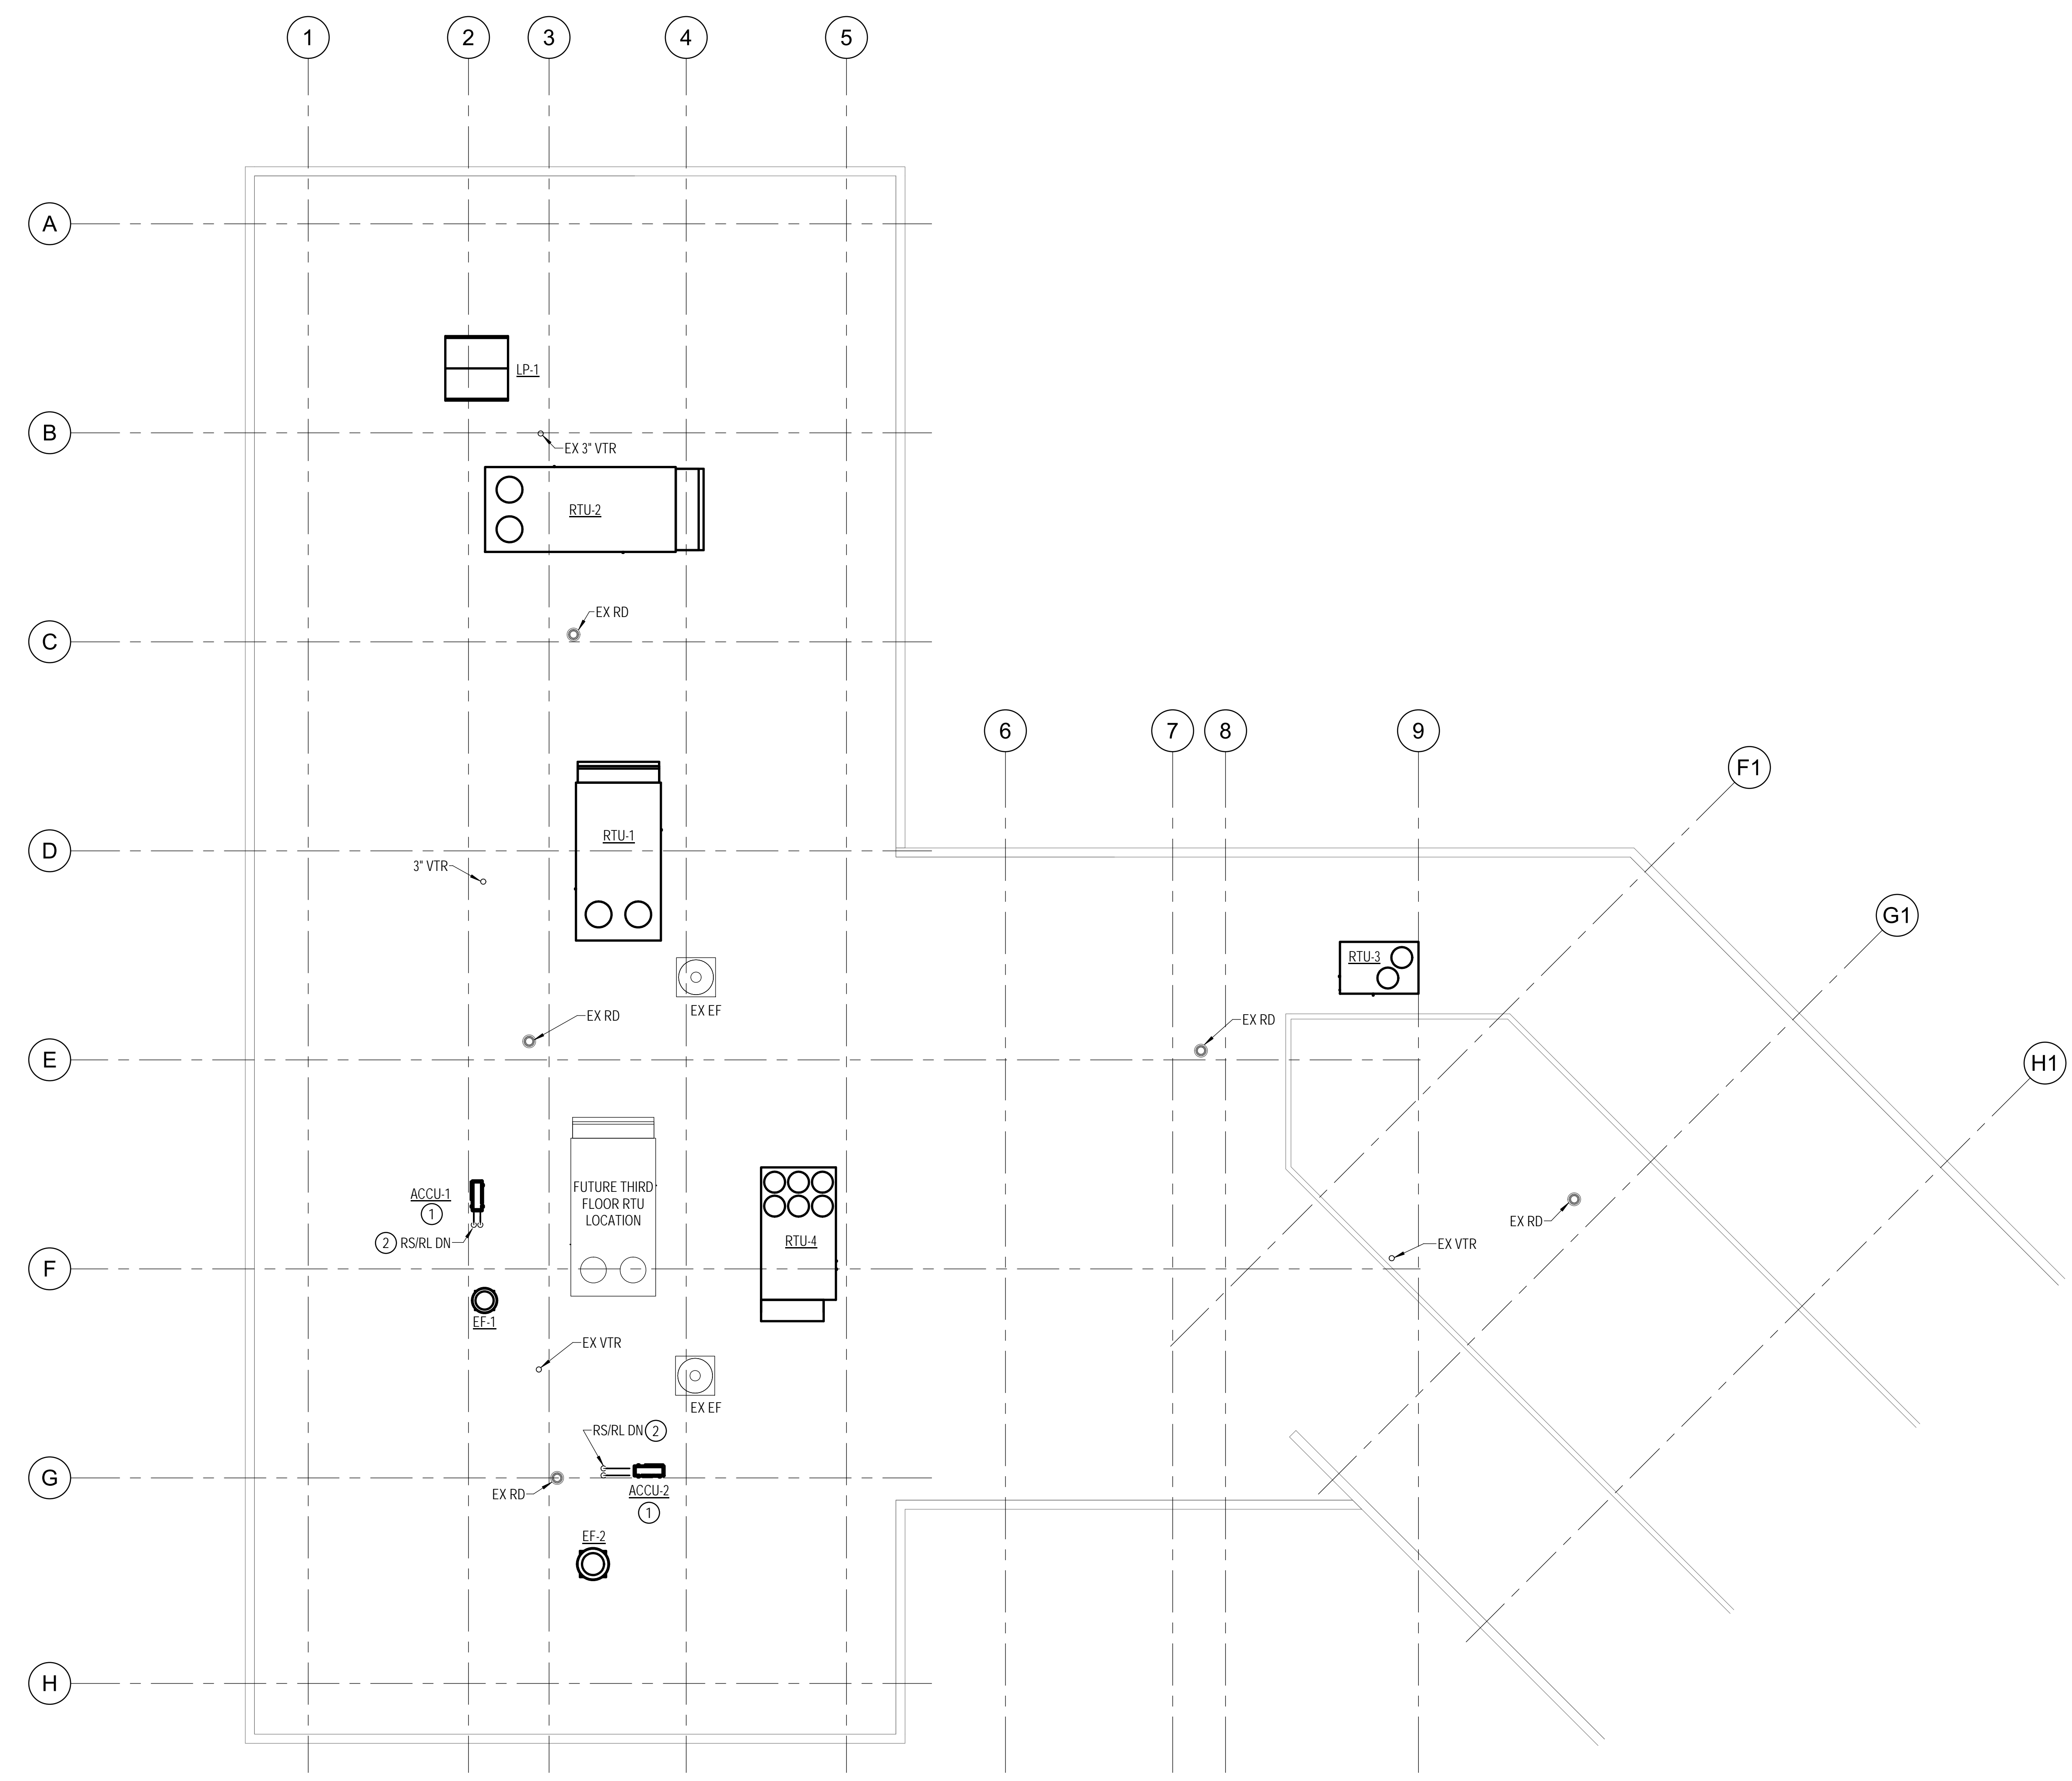 1
2
3
4
5
A
LP-1
B
EX 3" VTR
RTU-2
EX RD
C
6
7
8
9
F1
RTU-1
D
3" VTR
G1
RTU-3
EX EF
EX RD
EX RD
E
H1
FUTURE THIRD
FLOOR RTU
LOCATION
ACCU-1
1
2 RS/RL DN
RTU-4
EX RD
EX VTR
F
EF-1
EX VTR
EX EF
RS/RL DN 2
G
EX RD
ACCU-2
1
EF-2
H